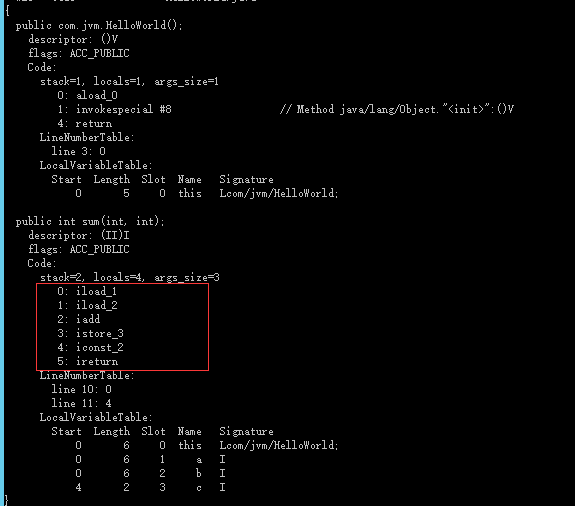 {
  public com.jvm.HelloWorld();
    descriptor: ()V
    flags: ACC_PUBLIC
    Code:
      stack=1, locals=1, args_size=1
         0: aload_0
         1: invokespecial #8                  // Method java/lang/Object."<init>":()V
         4: return
      LineNumberTable:
        line 3: 0
      LocalVariableTable:
        Start  Length  Slot  Name   Signature
            0       5     0  this   Lcom/jvm/HelloWorld;
  public int sum(int, int);
    descriptor: (II)I
    flags: ACC_PUBLIC
    Code:
      stack=2, locals=4, args_size=3
         0: iload_1
         1: iload_2
         2: iadd
         3: istore_3
         4: iconst_2
         5: ireturn
      LineNumberTable:
        line 10: 0
        line 11: 4
      LocalVariableTable:
        Start  Length  Slot  Name   Signature
            0       6     0  this   Lcom/jvm/HelloWorld;
            0       6     1     a   I
            0       6     2     b   I
            4       2     3     c   I
}